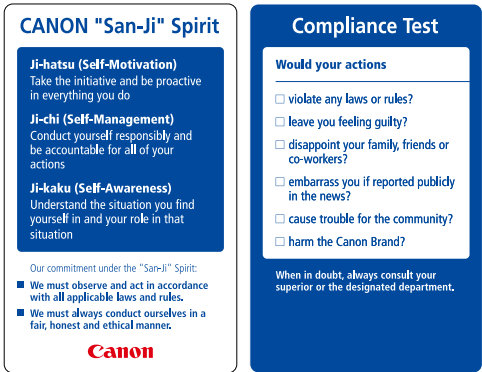 CANON "San-Ji" Spirit
Ji-hatsu (Self-Motivation)
Take the initiative and be proactive
in everything you do
Ji-chi (Self-Management)
Conduct yourself responsibly and
be accountable for all of your
actions
Ji-kaku (Self-Awareness)
Understand the situation you find
yourself in and your role in that
situation
Our commitment under the "San-Ji" Spirit:
We must observe and act in accordance
with all applicable laws and rules.
We must always conduct ourselves in a
fair, honest and ethical manner.
Canon
Compliance Test
Would your actions
violate any laws or rules?
leave you feeling guilty?
disappoint your family, friends or
co-workers?
embarrass you if reported publicly
in the news?
cause trouble for the community?
harm the Canon Brand?
When in doubt, always consult your
superior or the designated department.